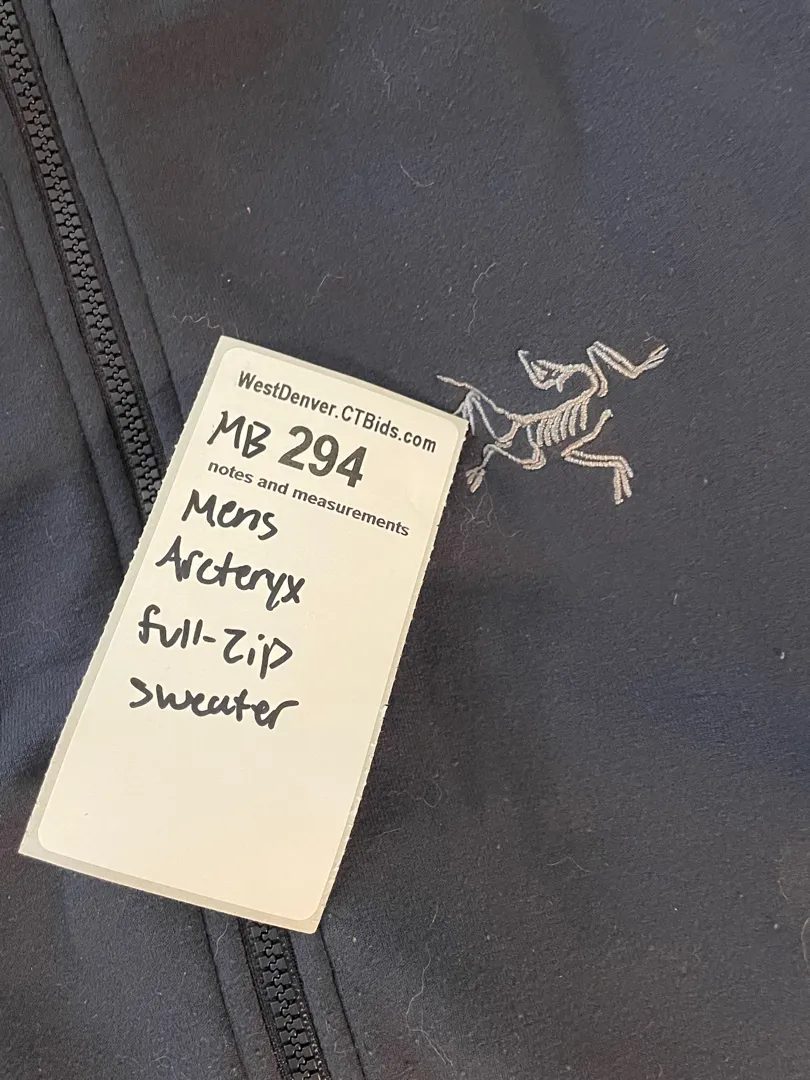 WestDenver.CTBids.com
MB 294
notes and measurements
Mens
Arcteryx
full-zip
sweater